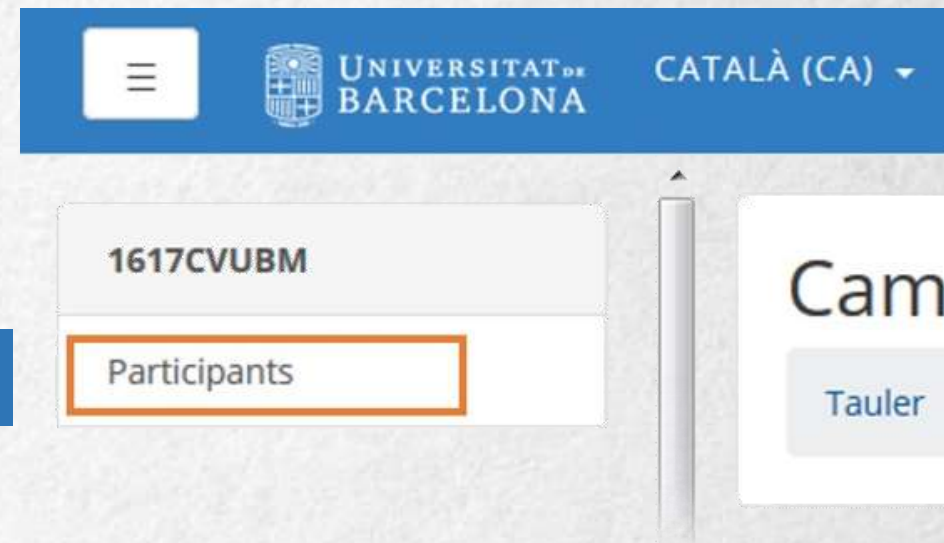 UNIVERSITAT DE
BARCELONA
CATALÀ (CA)
1617CVUBM
Participants
Cam
Tauler